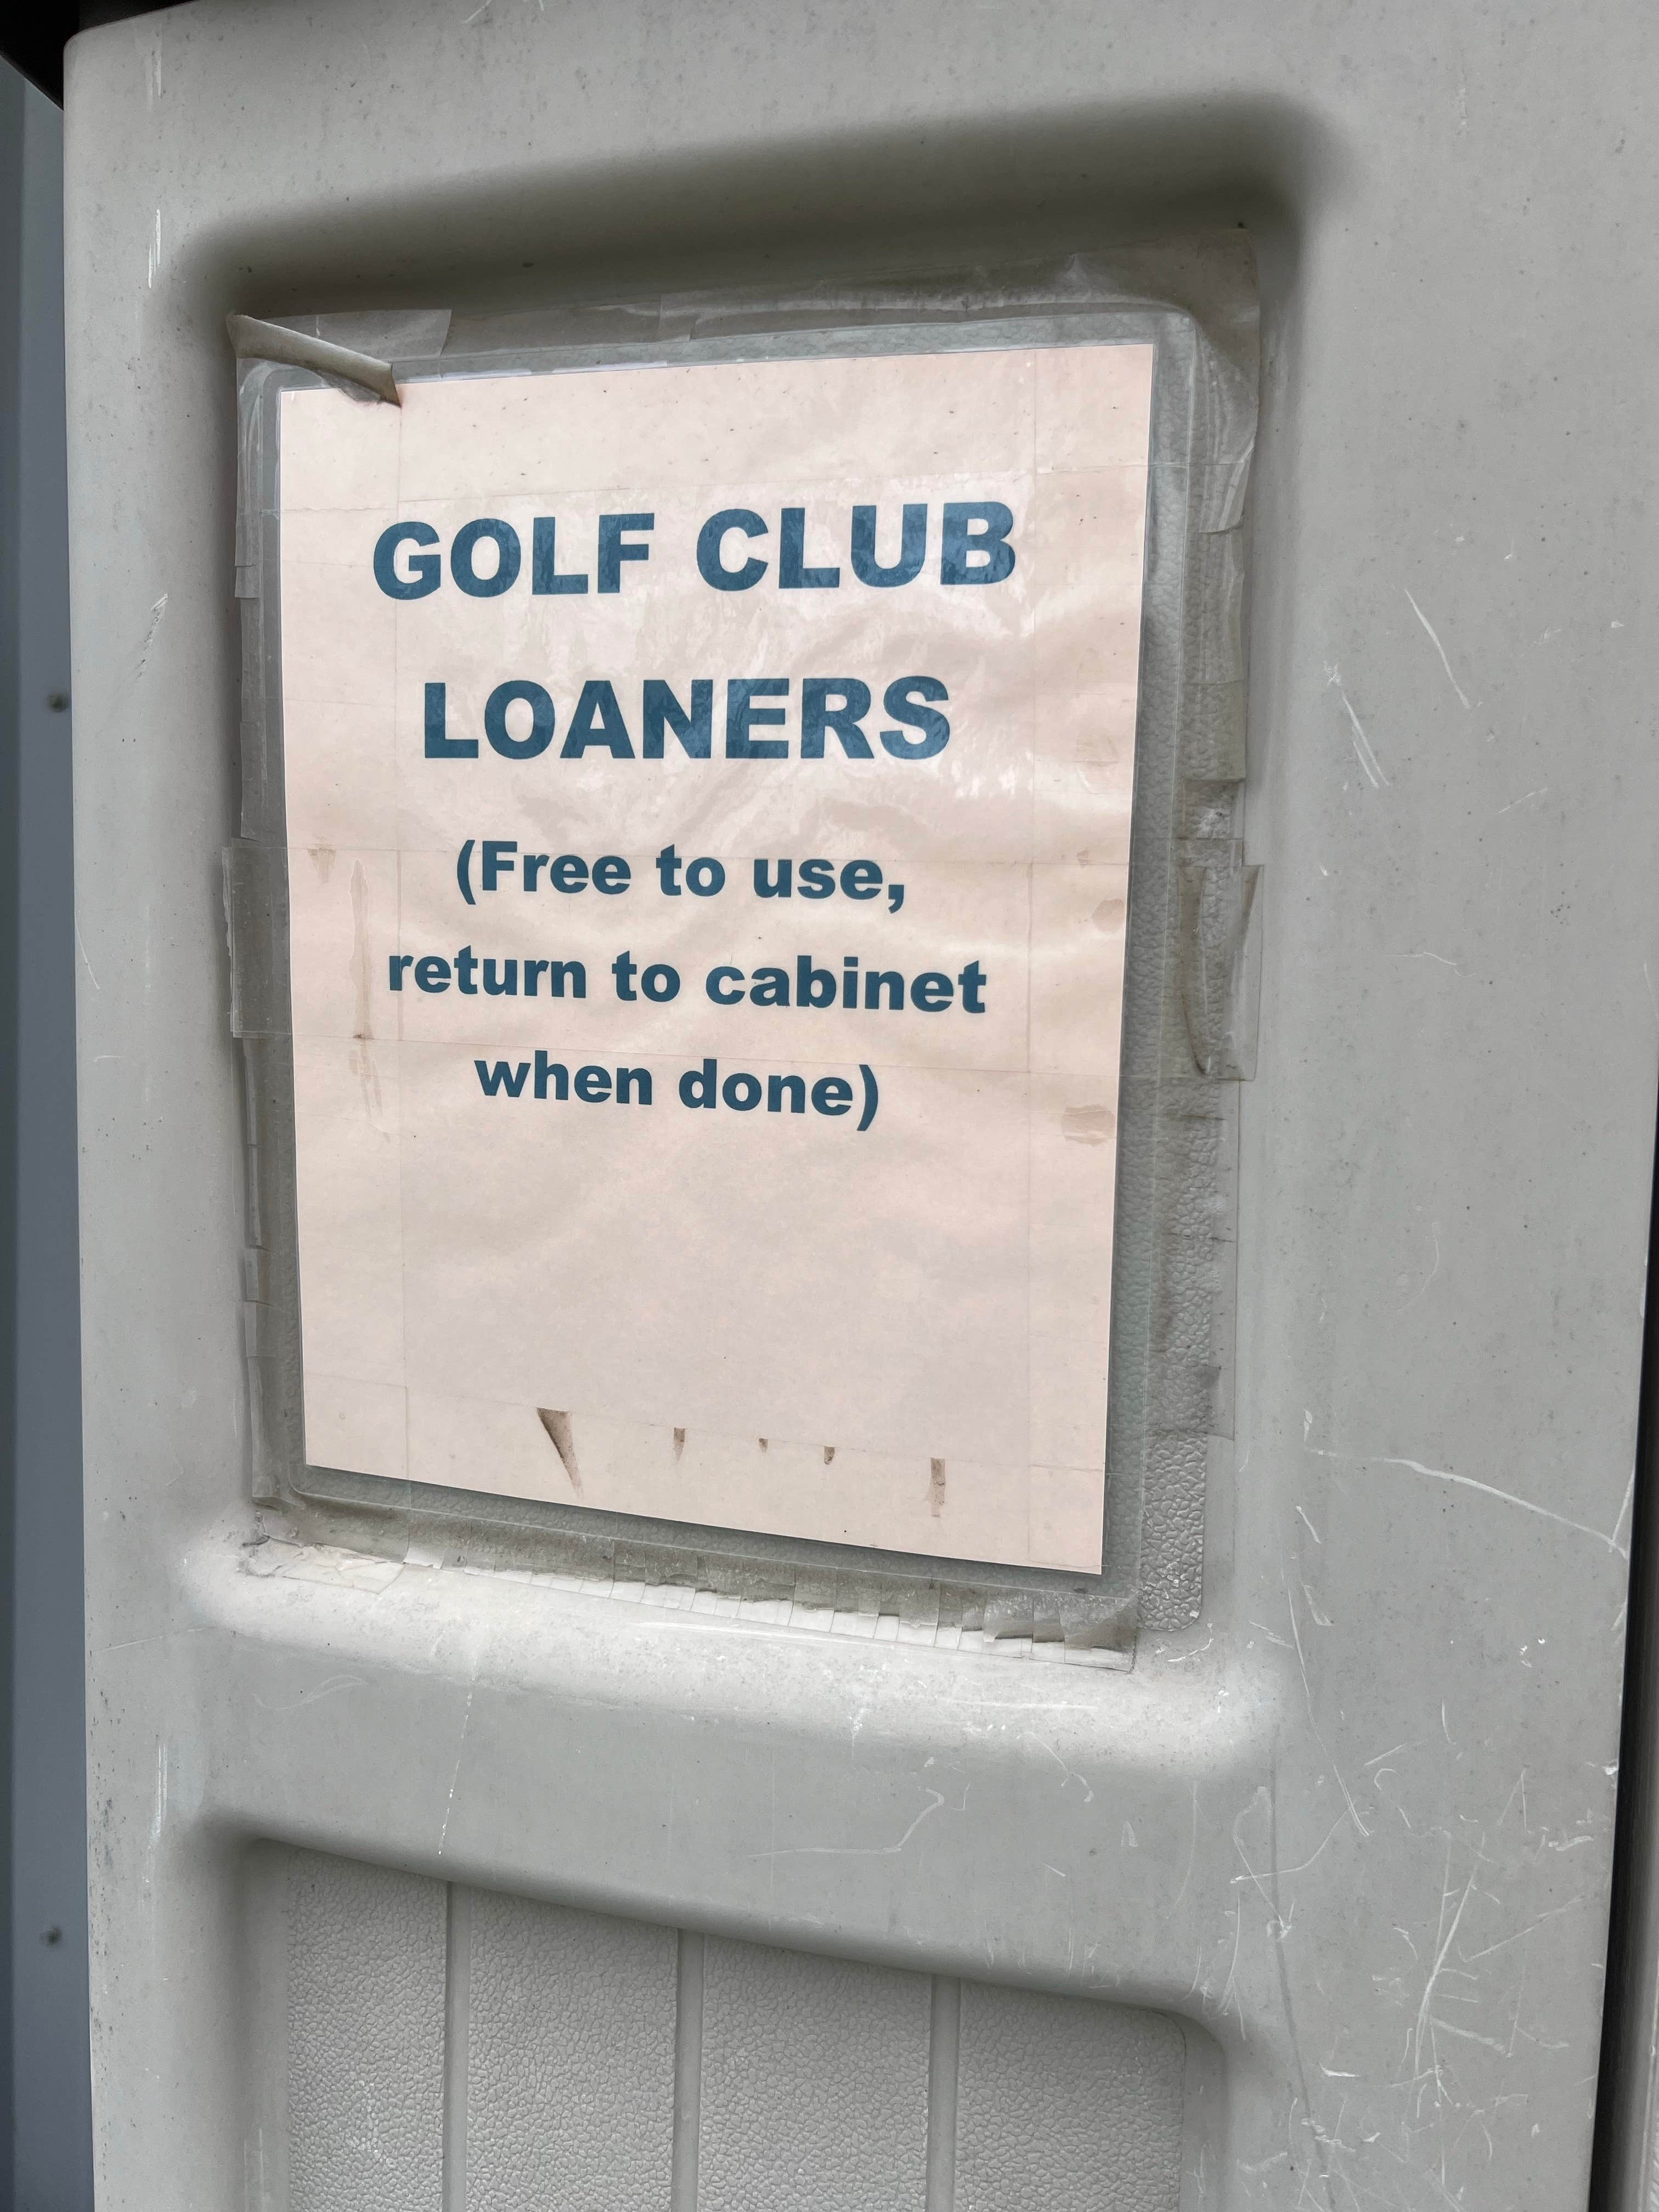 GOLF CLUB
LOANERS
(Free to use,
return to cabinet
when done)